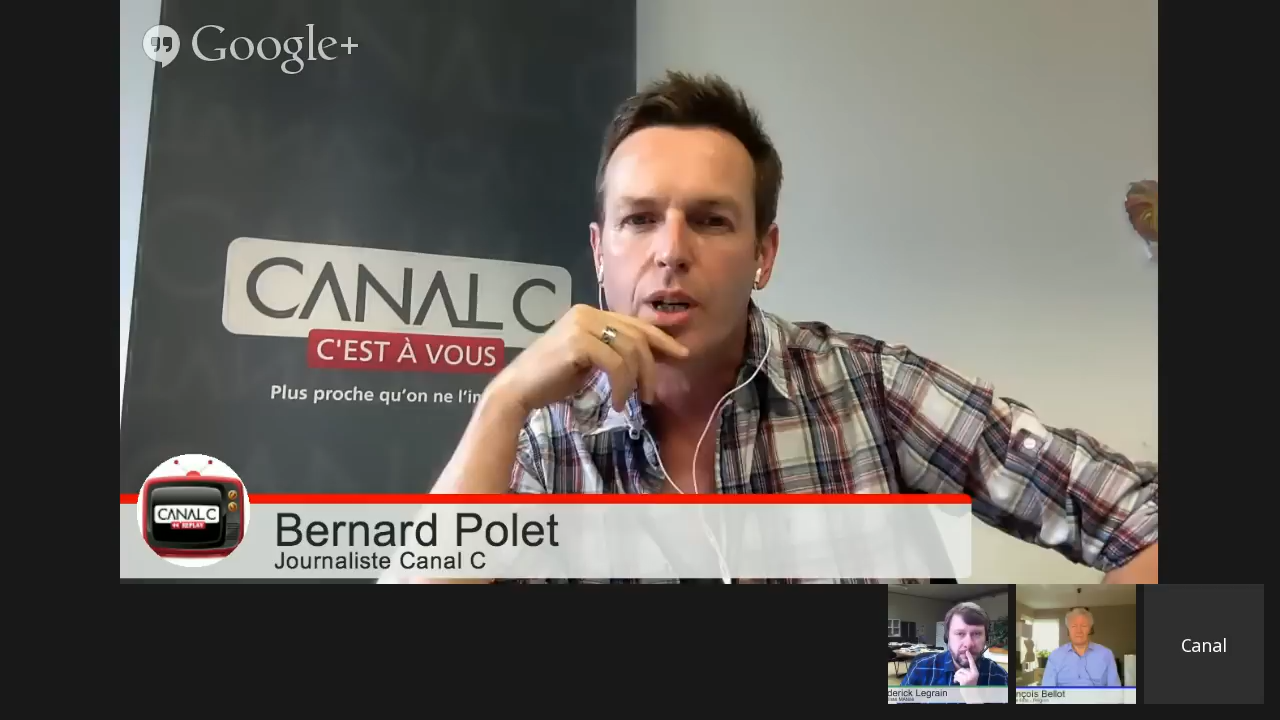 Google+
CANAL C
C'EST À VOUS
Plus proche qu'on ne l'im
CANAL C
REPLAY
Bernard Polet
Journaliste Canal C
derick Legrain
nçois Bellot
Canal